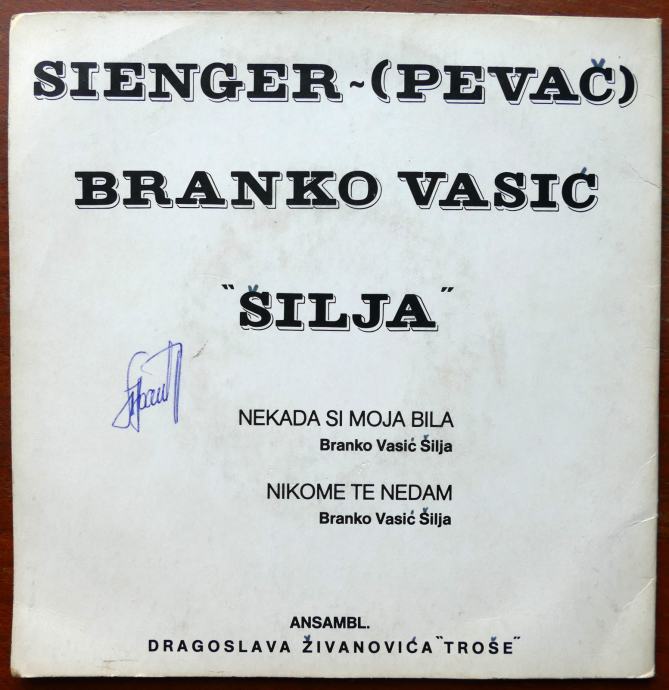 SIENGER~(PEVAČ)
BRANKO VASIĆ
"ŠILJA"
NEKADA SI MOJA BILA
Branko Vasić Šilja
NIKOME TE NEDAM
Branko Vasić Šilja
ANSAMBL.
DRAGOSLAVA ŽIVANOVIĆA "TROŠE"